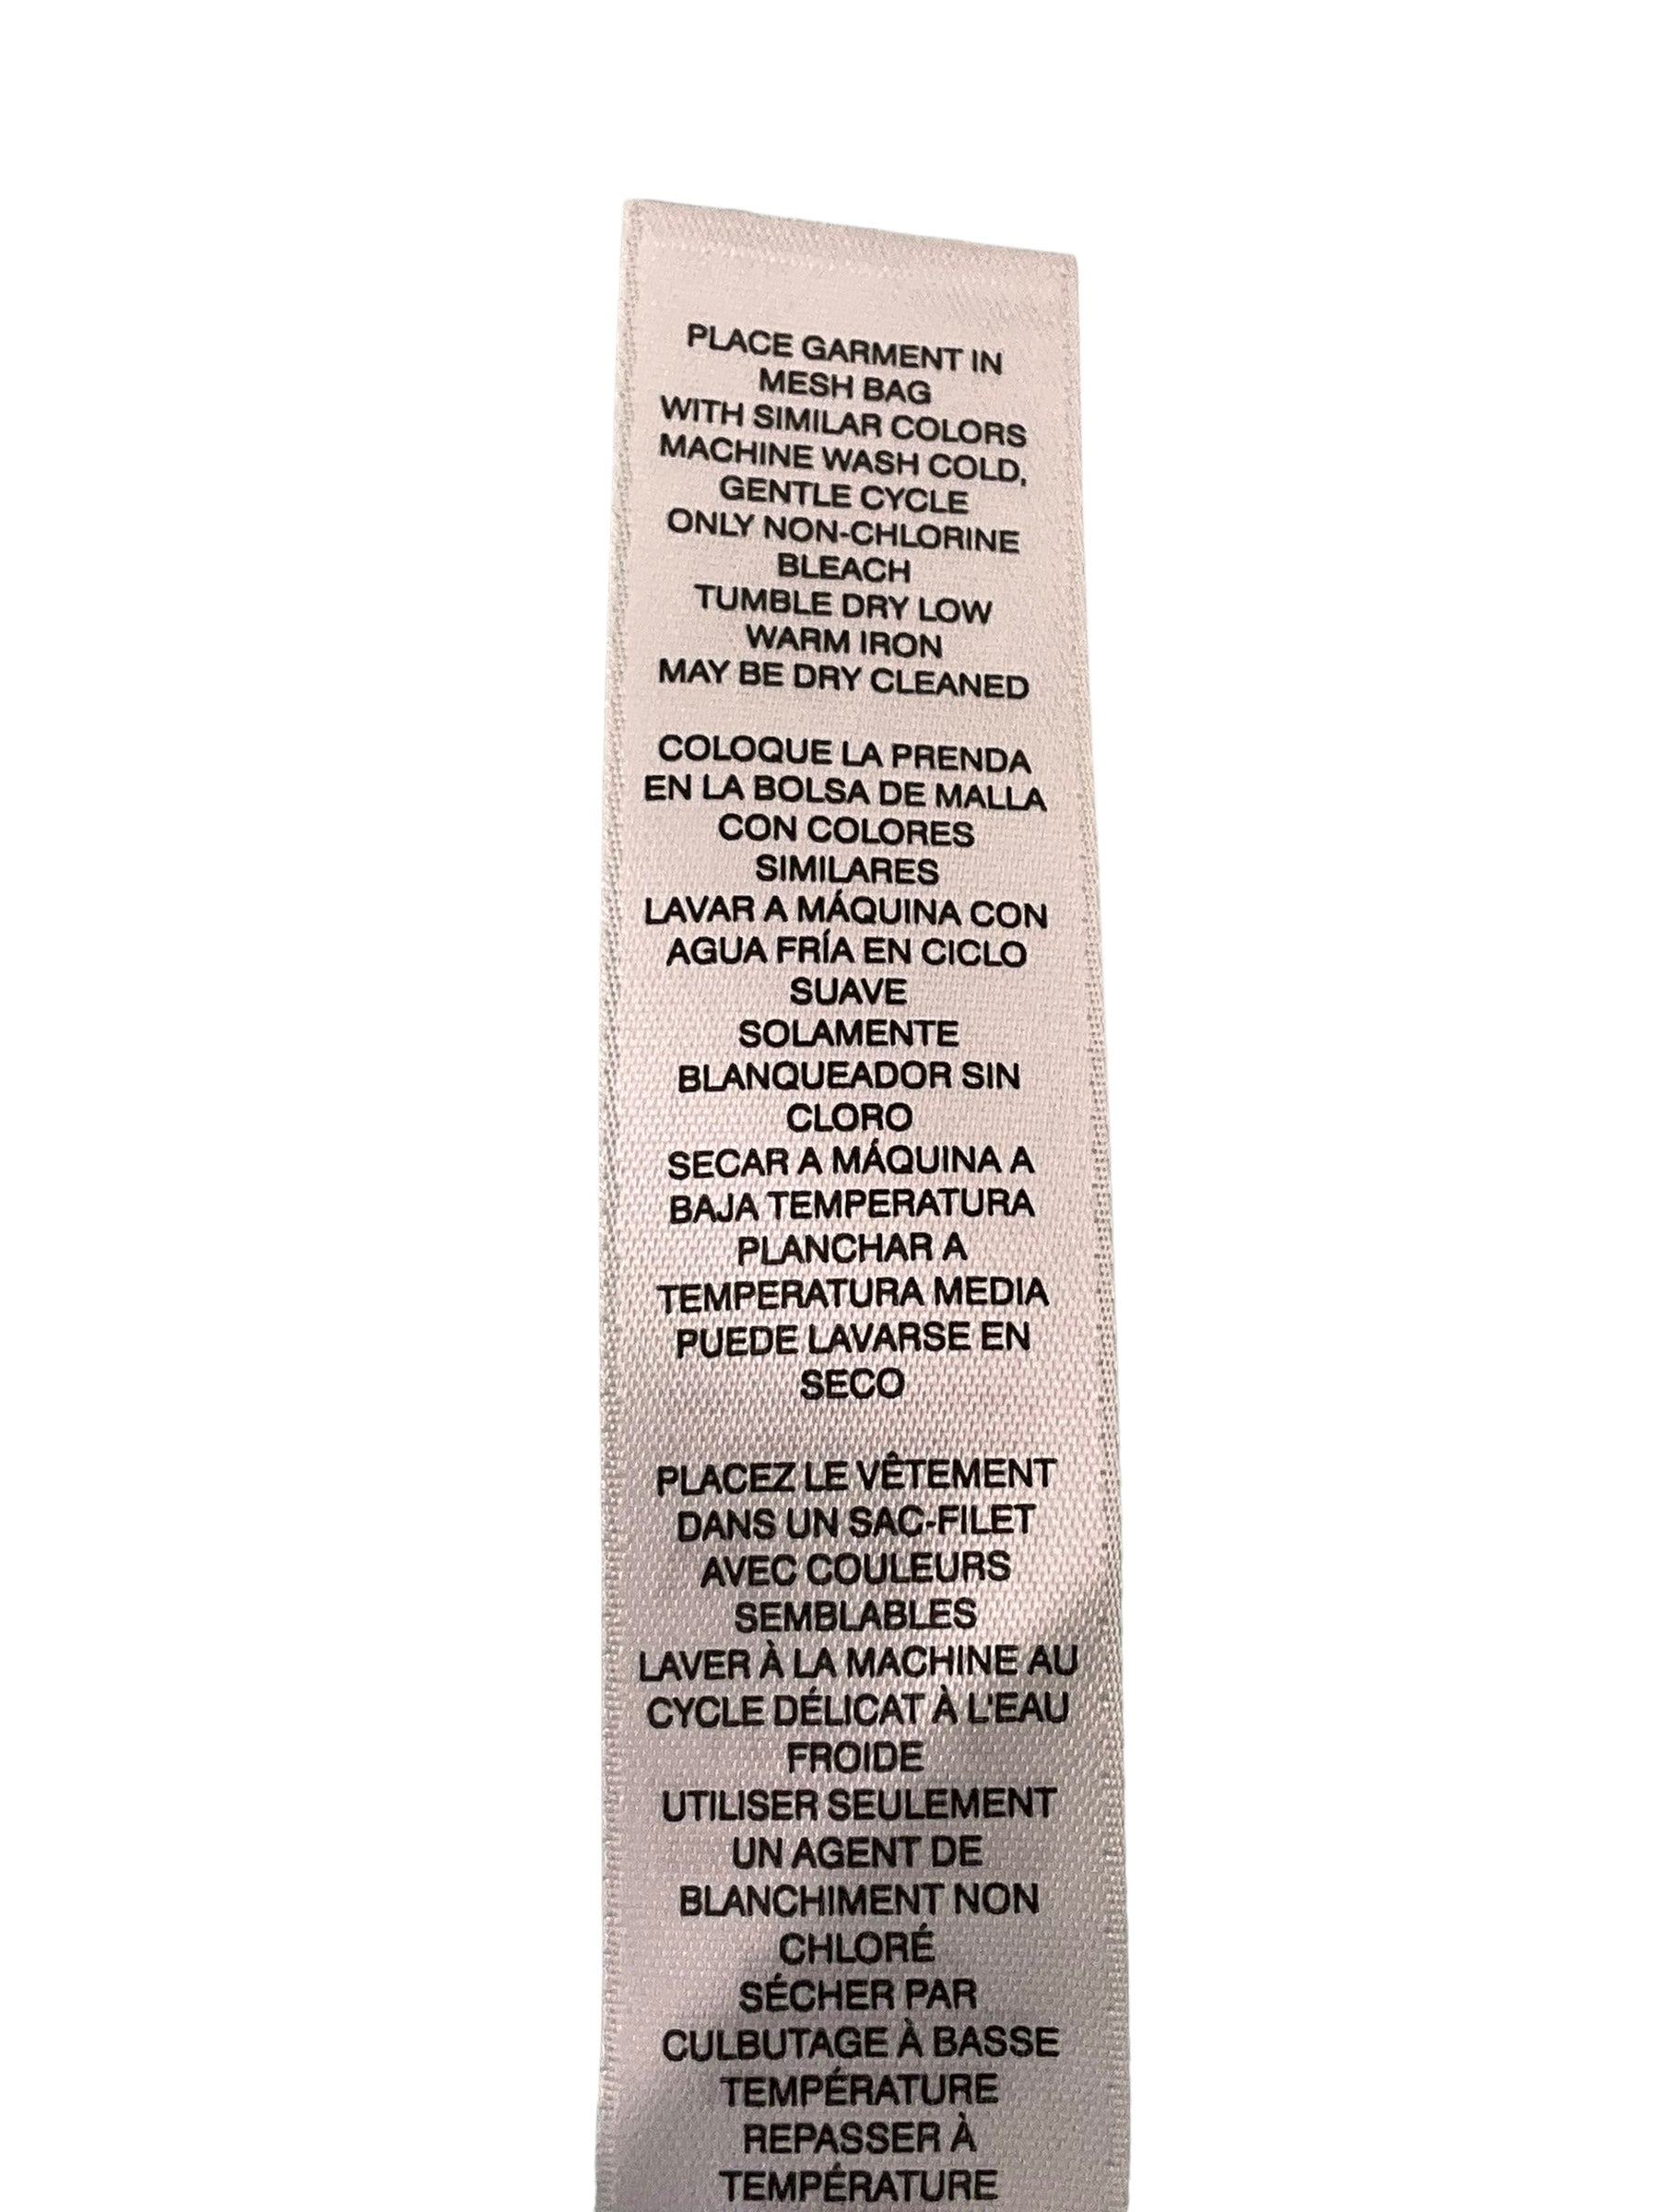 PLACE GARMENT IN
MESH BAG
WITH SIMILAR COLORS
MACHINE WASH COLD,
GENTLE CYCLE
ONLY NON-CHLORINE
BLEACH
TUMBLE DRY LOW
WARM IRON
MAY BE DRY CLEANED
COLOQUE LA PRENDA
EN LA BOLSA DE MALLA
CON COLORES
SIMILARES
LAVAR A MÁQUINA CON
AGUA FRÍA EN CICLO
SUAVE
SOLAMENTE
BLANQUEADOR SIN
CLORO
SECAR A MÁQUINA A
BAJA TEMPERATURA
PLANCHAR A
TEMPERATURA MEDIA
PUEDE LAVARSE EN
SECO
PLACEZ LE VÊTEMENT
DANS UN SAC-FILET
AVEC COULEURS
SEMBLABLES
LAVER À LA MACHINE AU
CYCLE DÉLICAT À L'EAU
FROIDE
UTILISER SEULEMENT
UN AGENT DE
BLANCHIMENT NON
CHLORÉ
SÉCHER PAR
CULBUTAGE À BASSE
TEMPÉRATURE
REPASSER À
TEMPÉRATURE